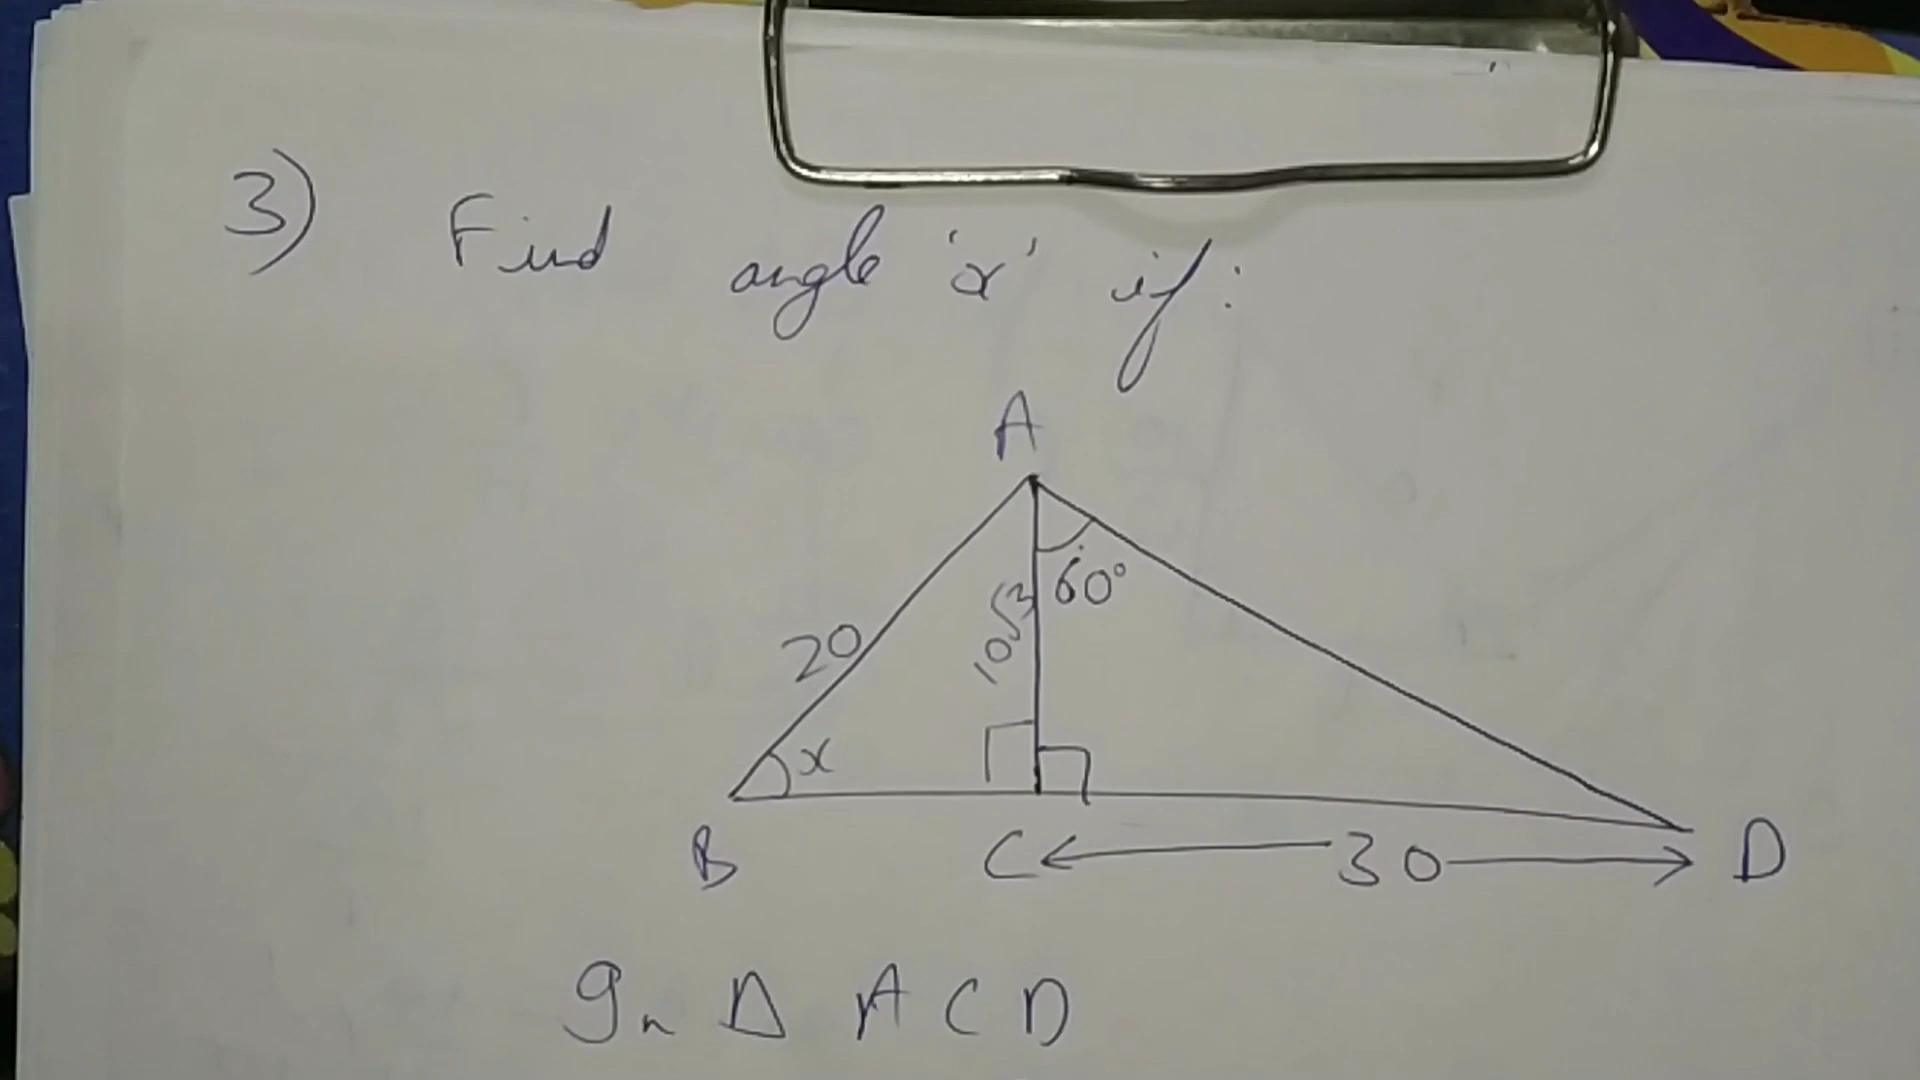 3) Find angle 'x' if:
A
60°
10√3
20
x
B C 30 D
In Δ ACD